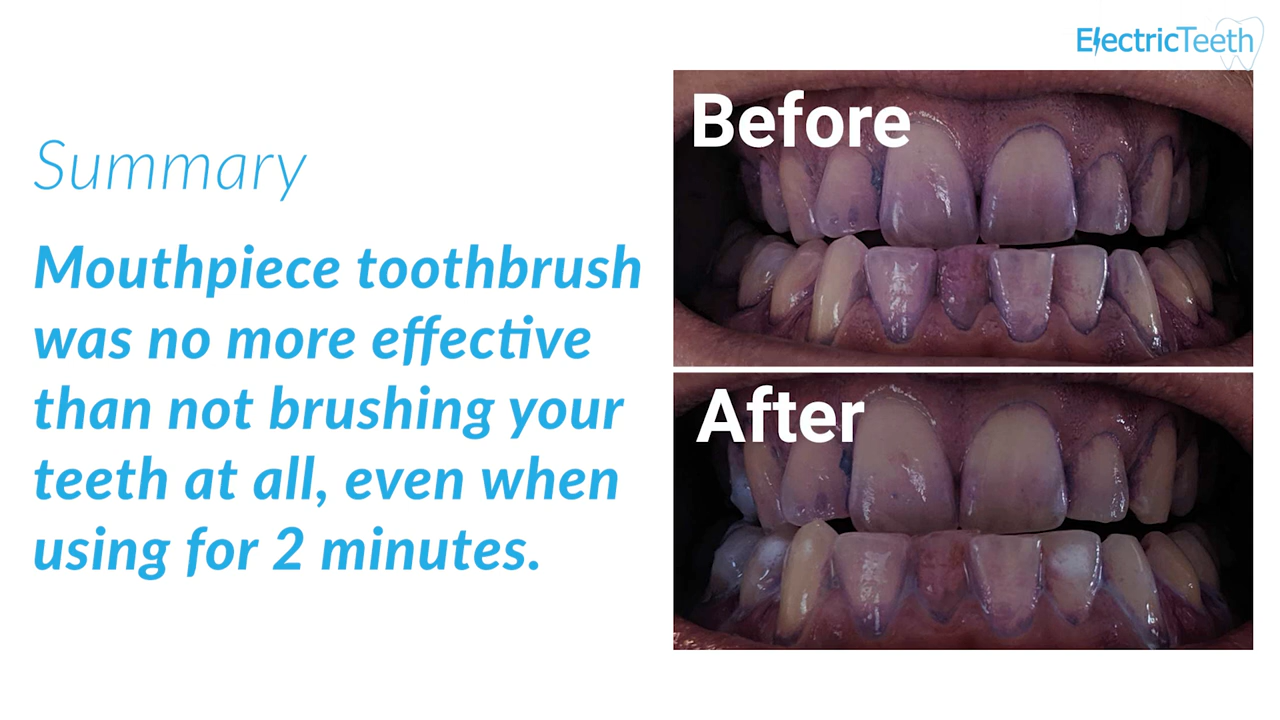 ElectricTeeth
Summary
Mouthpiece toothbrush
was no more effective
than not brushing your
teeth at all, even when
using for 2 minutes.
Before
After